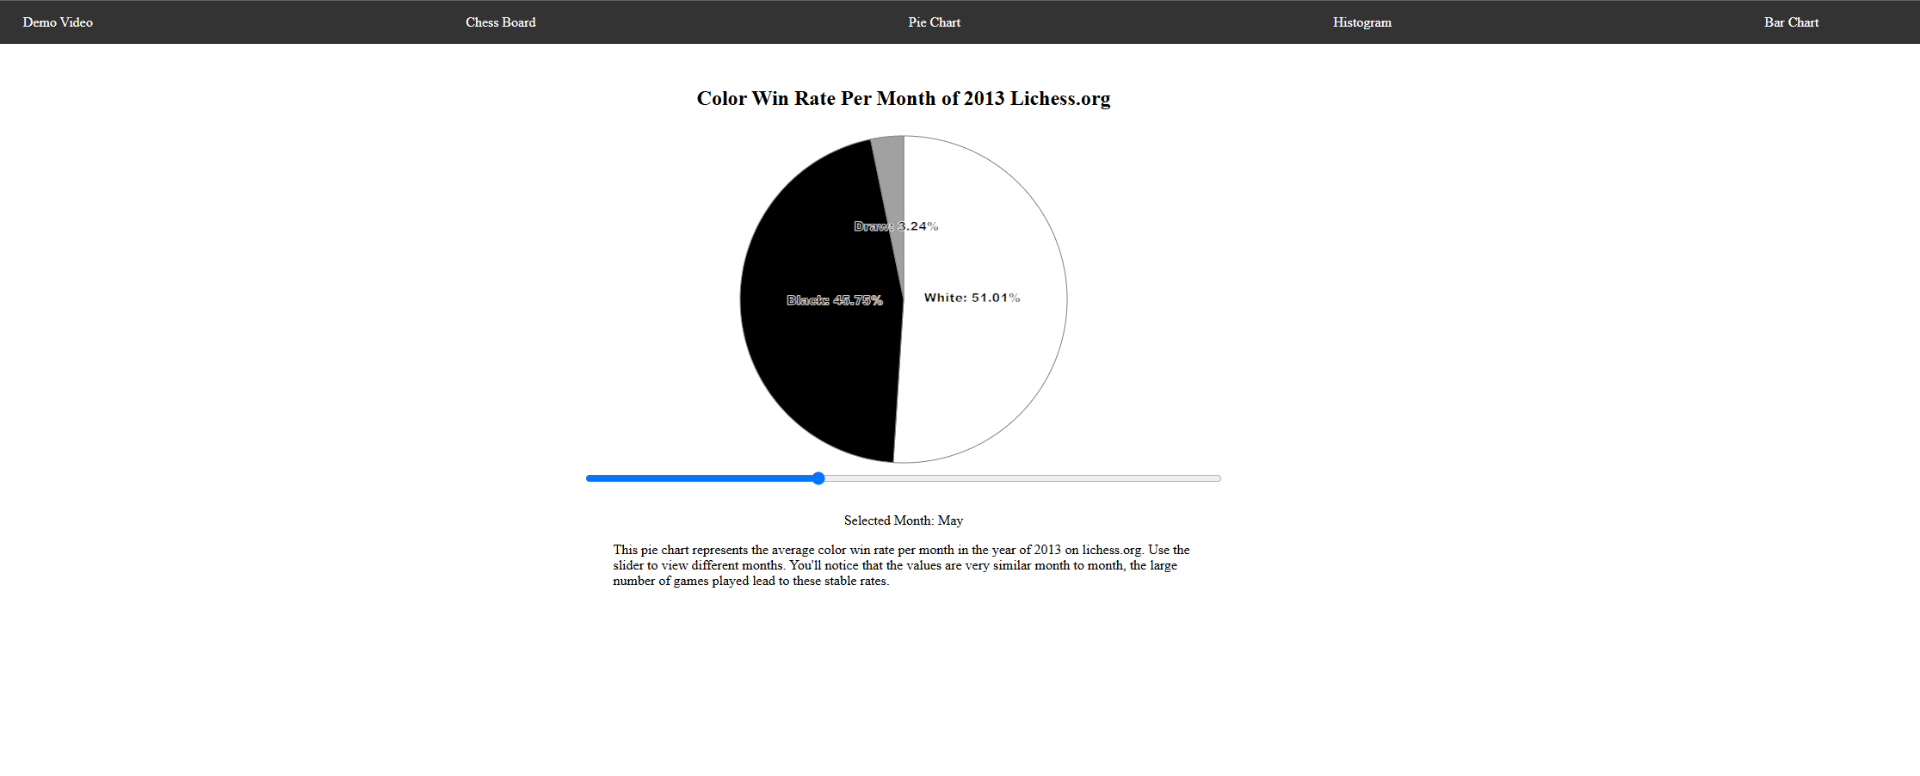 Demo Video
Chess Board
Pie Chart
Histogram
Bar Chart
Color Win Rate Per Month of 2013 Lichess.org
Draw: 3.24%
Black: 45.75%
White: 51.01%
Selected Month: May
This pie chart represents the average color win rate per month in the year of 2013 on lichess.org. Use the
slider to view different months. You'll notice that the values are very similar month to month, the large
number of games played lead to these stable rates.